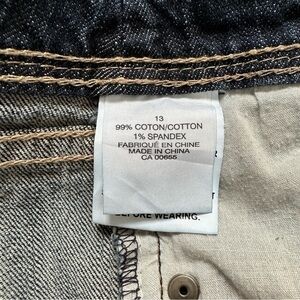 13
99% COTON/COTTON
1% SPANDEX
FABRIQUÉ EN CHINE
MADE IN CHINA
CA 00655
BEFORE WEARING.